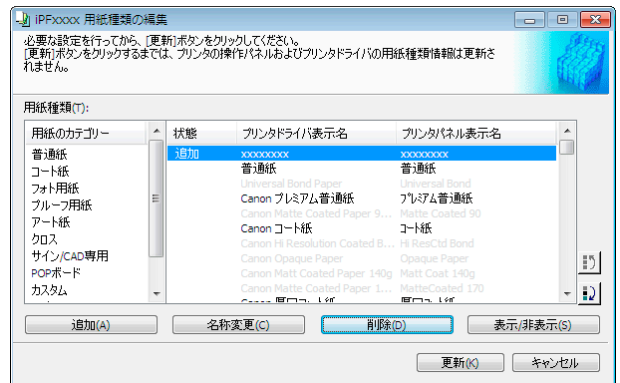 iPFxxxx 用紙種類の編集
必要な設定を行ってから、[更新]ボタンをクリックしてください。
[更新]ボタンをクリックするまでは、プリンタの操作パネルおよびプリンタドライバの用紙種類情報は更新さ
れません。
用紙種類(T):
用紙のカテゴリー
普通紙
コート紙
フォト用紙
プルーフ用紙
アート紙
クロス
サイン/CAD専用
POPボード
カスタム
状態 プリンタドライバ表示名 プリンタパネル表示名
追加 xxxxxxxx xxxxxxxx
普通紙 普通紙
Universal Bond Paper Universal Bond
Canon プレミアム普通紙 プレミアム普通紙
Canon Matte Coated Paper 9... Matte Coated 90
Canon コート紙 コート紙
Canon Hi Resolution Coated B... Hi ResCtd Bond
Canon Opaque Paper Opaque Paper
Canon Matt Coated Paper 140g Matt Coat 140g
Canon Matte Coated Paper 1... MatteCoated 170
Canon 厚口コート紙 厚口コート紙
追加(A) 名称変更(C) 削除(D) 表示/非表示(S)
更新(K) キャンセル